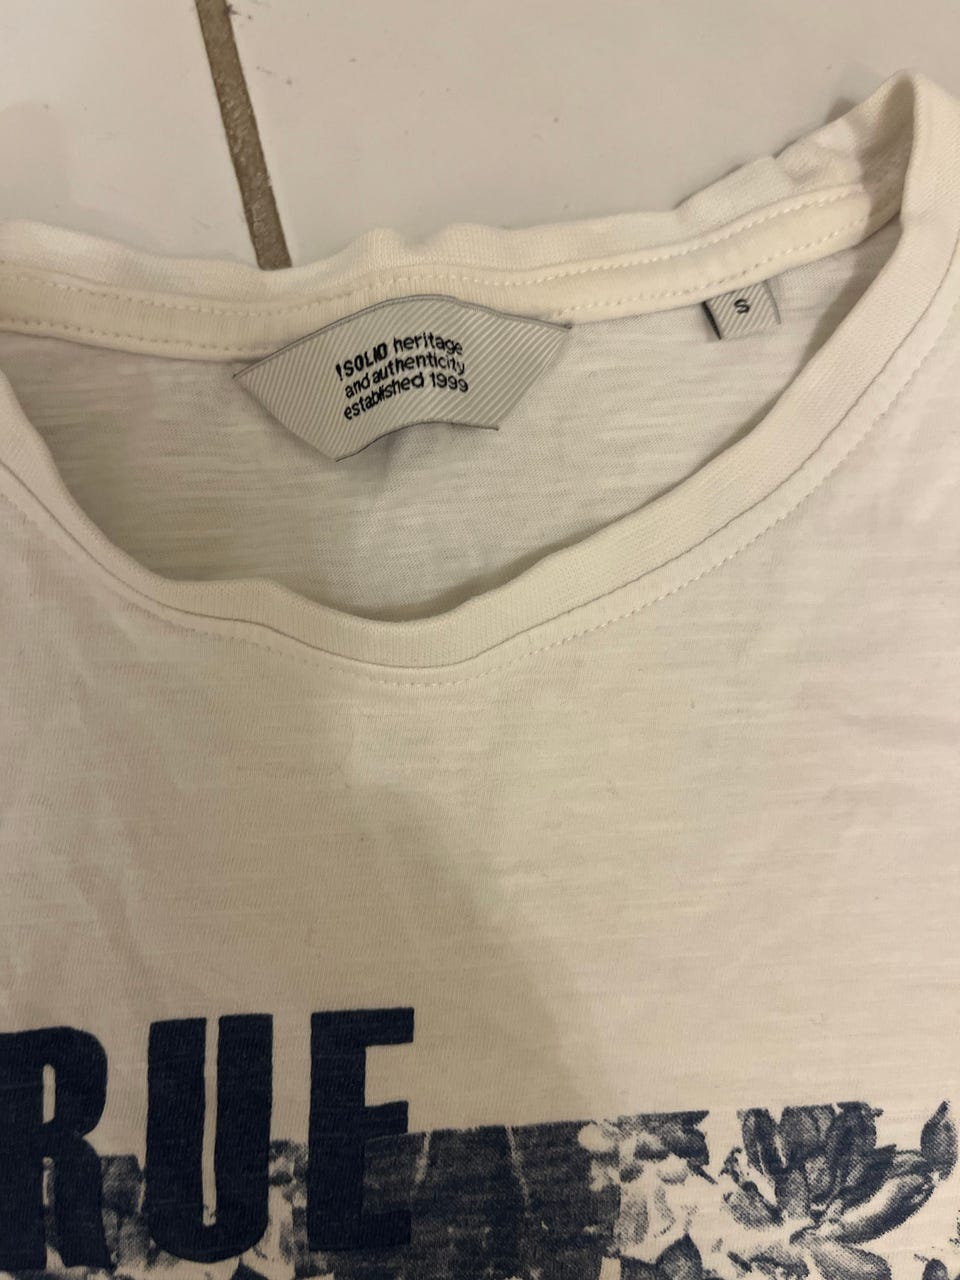 !SOLID heritage
and authenticity
established 1999
S
RUE